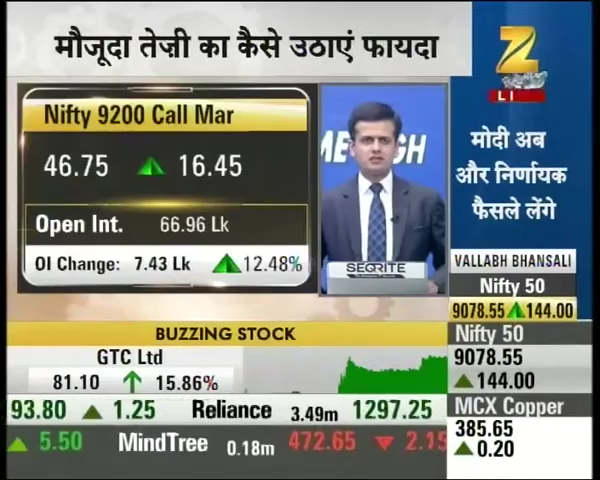 मौजूदा तेज़ी का कैसे उठाएं फायदा
Z
LI
Nifty 9200 Call Mar
46.75 ▲ 16.45
Open Int. 66.96 Lk
OI Change: 7.43 Lk ▲ 12.48%
SEQRITE
मोदी अब
और निर्णायक
फैसले लेंगे
VALLABH BHANSALI
Nifty 50
9078.55 ▲ 144.00
BUZZING STOCK
GTC Ltd
81.10 ↑ 15.86%
Nifty 50
9078.55
▲ 144.00
MCX Copper
385.65
▲ 0.20
93.80 ▲ 1.25 Reliance 3.49m 1297.25
▲ 5.50 MindTree 0.18m 472.65 ▼ 2.15